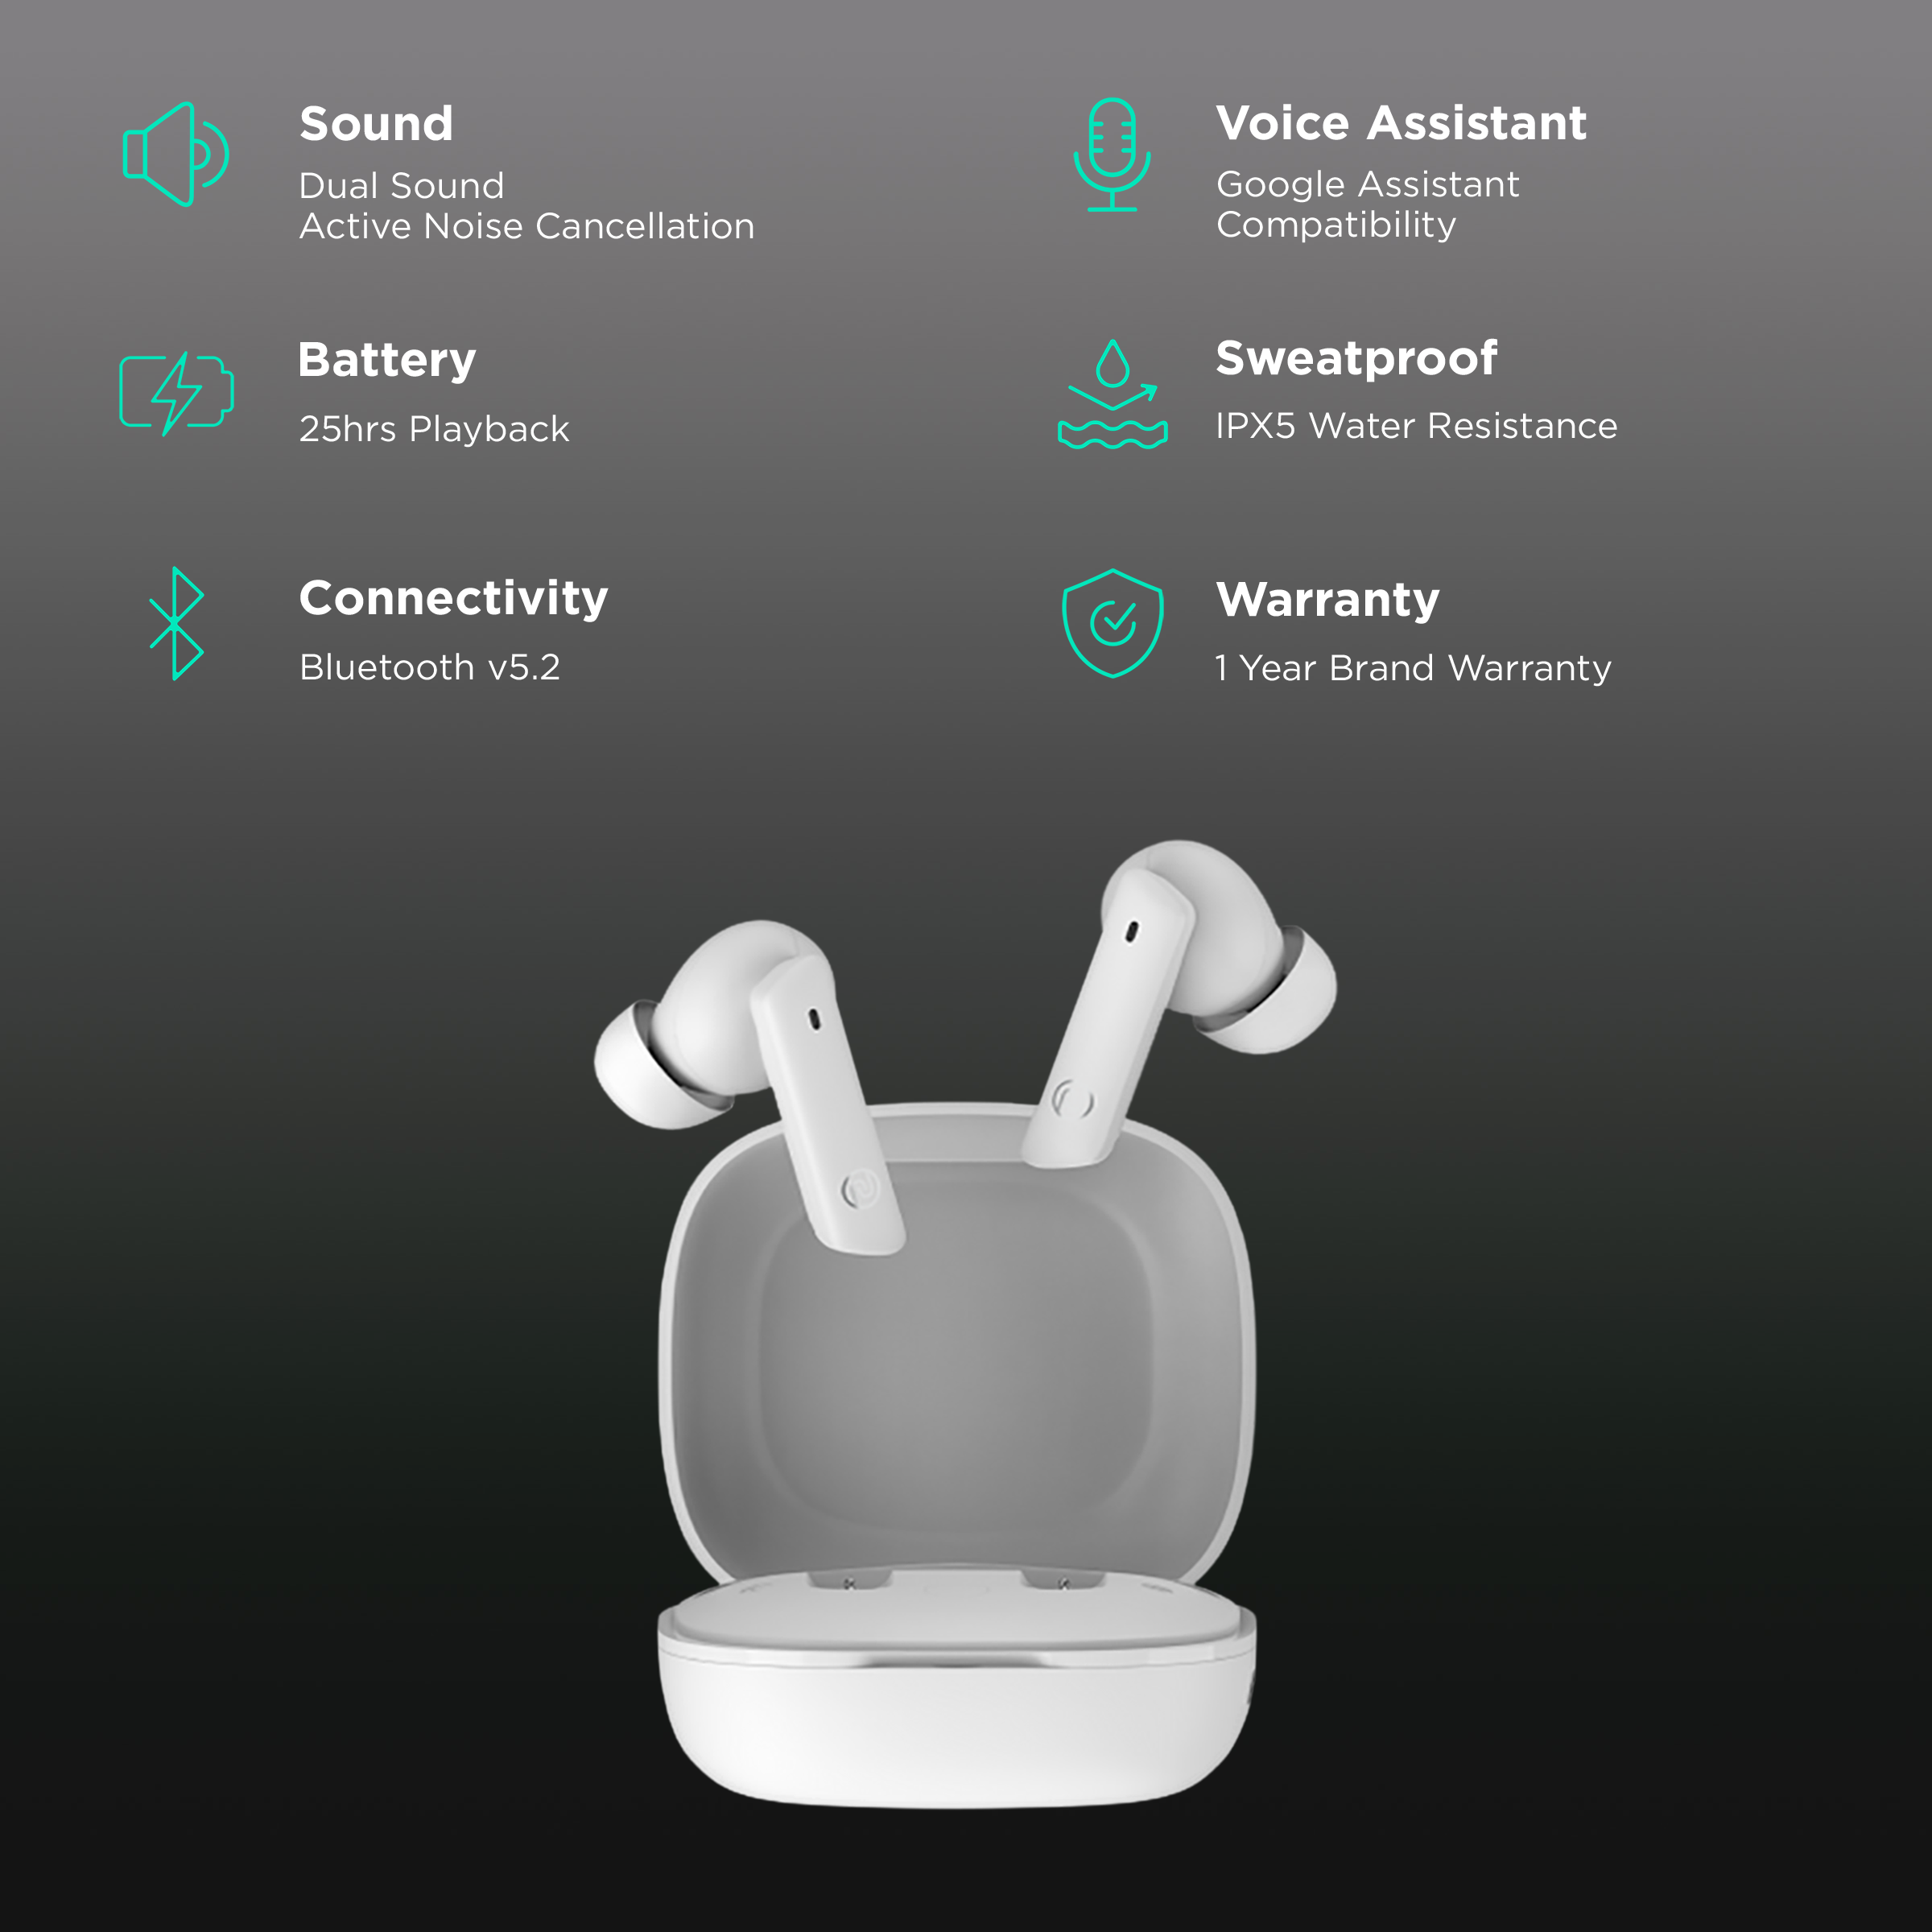 Sound
Dual Sound
Active Noise Cancellation
Voice Assistant
Google Assistant
Compatibility
Battery
25hrs Playback
Sweatproof
IPX5 Water Resistance
Connectivity
Bluetooth v5.2
Warranty
1 Year Brand Warranty